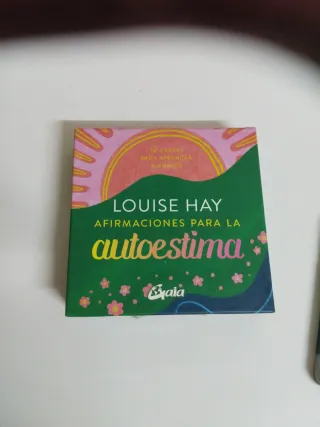 LOUISE HAY
AFIRMACIONES PARA LA
autoestima
Gaia